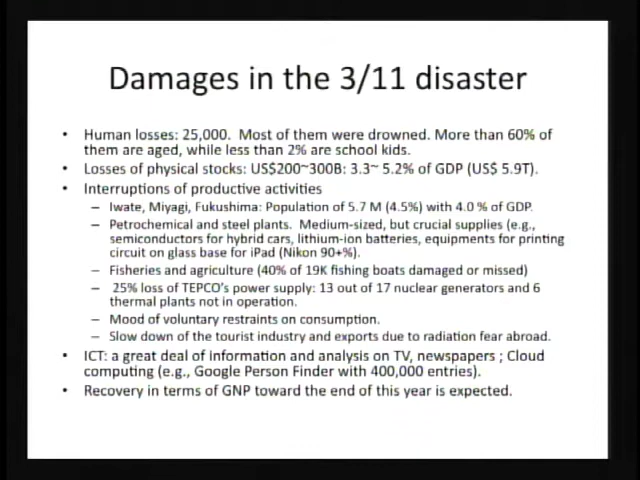 Damages in the 3/11 disaster
• Human losses: 25,000. Most of them were drowned. More than 60% of
them are aged, while less than 2% are school kids.
• Losses of physical stocks: US$200~300B: 3.3~ 5.2% of GDP (US$ 5.9T).
• Interruptions of productive activities
– Iwate, Miyagi, Fukushima: Population of 5.7 M (4.5%) with 4.0 % of GDP.
– Petrochemical and steel plants. Medium-sized, but crucial supplies (e.g.,
semiconductors for hybrid cars, lithium-ion batteries, equipments for printing
circuit on glass base for iPad (Nikon 90+%).
– Fisheries and agriculture (40% of 19K fishing boats damaged or missed)
– 25% loss of TEPCO's power supply: 13 out of 17 nuclear generators and 6
thermal plants not in operation.
– Mood of voluntary restraints on consumption.
– Slow down of the tourist industry and exports due to radiation fear abroad.
• ICT: a great deal of information and analysis on TV, newspapers ; Cloud
computing (e.g., Google Person Finder with 400,000 entries).
• Recovery in terms of GNP toward the end of this year is expected.